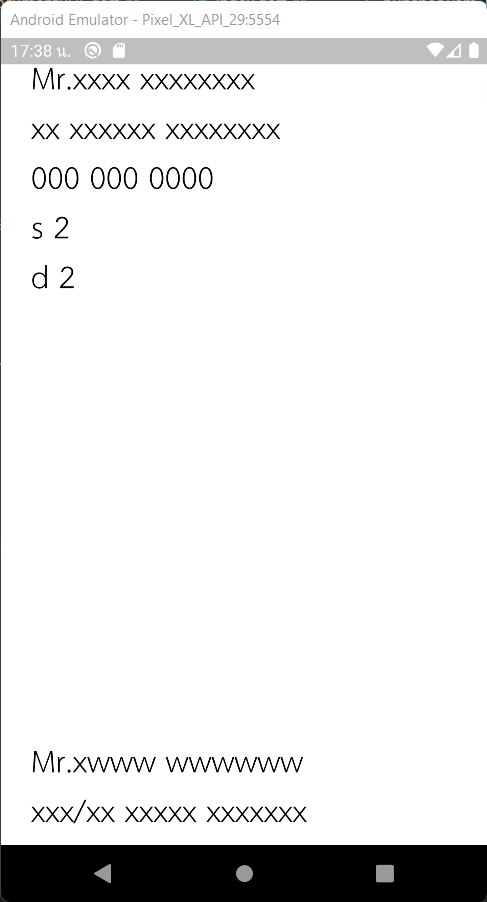 Android Emulator - Pixel_XL_API_29:5554
17:38 น.
Mr.xxxx xxxxxxxx
xx xxxxxx xxxxxxxx
000 000 0000
s 2
d 2
Mr.xwww wwwwww
xxx/xx xxxxx xxxxxxx